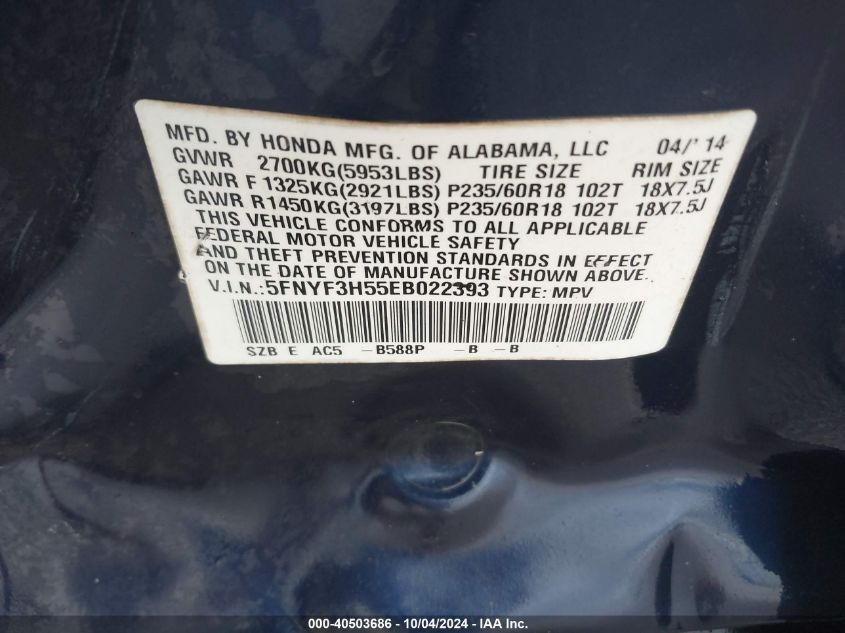 MFD. BY HONDA MFG. OF ALABAMA, LLC 04/'14
GVWR 2700KG(5953LBS) TIRE SIZE RIM SIZE
GAWR F 1325KG(2921LBS) P235/60R18 102T 18X7.5J
GAWR R1450KG(3197LBS) P235/60R18 102T 18X7.5J
THIS VEHICLE CONFORMS TO ALL APPLICABLE
FEDERAL MOTOR VEHICLE SAFETY
AND THEFT PREVENTION STANDARDS IN EFFECT
ON THE DATE OF MANUFACTURE SHOWN ABOVE.
V.I.N.:5FNYF3H55EB022393 TYPE: MPV
SZB E AC5 -B588P -B -B
000-40503686 - 10/04/2024 - IAA Inc.